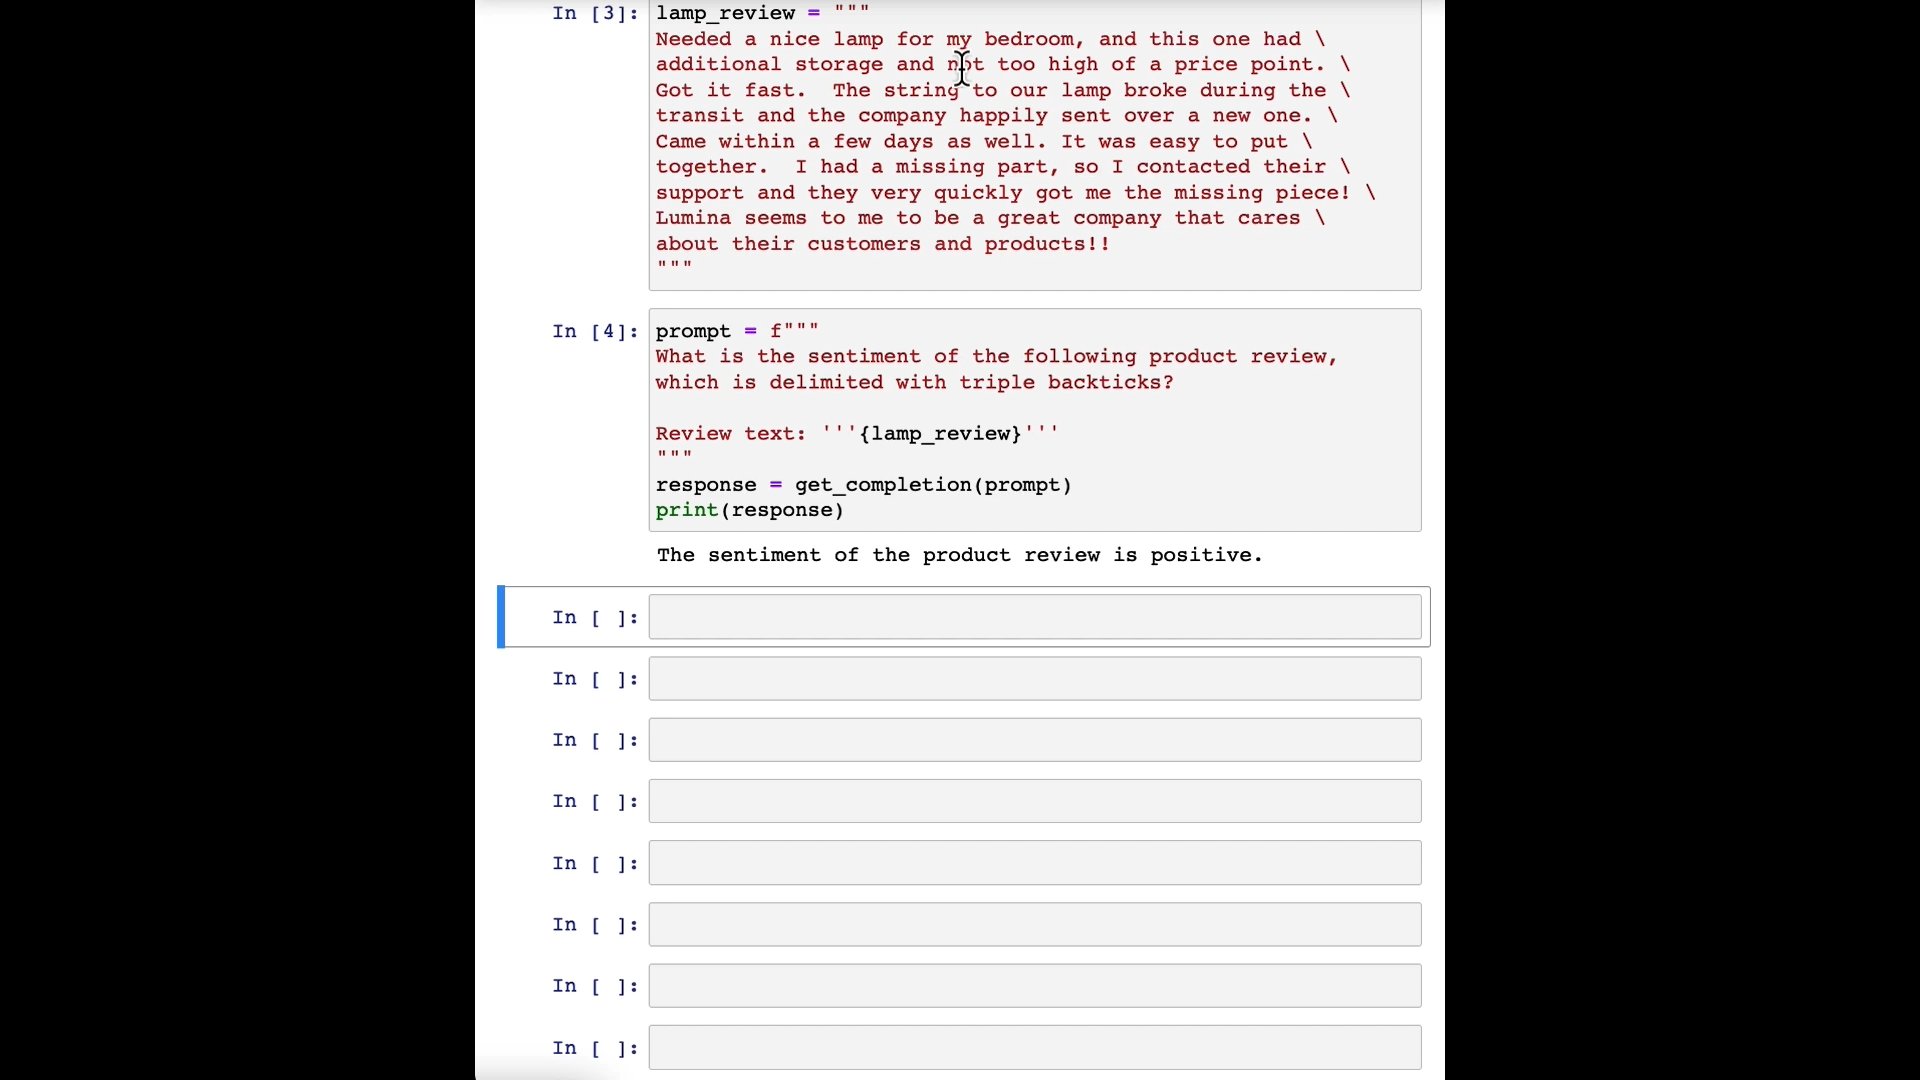 In [3]: lamp_review = """
Needed a nice lamp for my bedroom, and this one had \
additional storage and not too high of a price point. \
Got it fast.  The string to our lamp broke during the \
transit and the company happily sent over a new one. \
Came within a few days as well. It was easy to put \
together.  I had a missing part, so I contacted their \
support and they very quickly got me the missing piece! \
Lumina seems to me to be a great company that cares \
about their customers and products!!
"""
In [4]: prompt = f"""
What is the sentiment of the following product review,
which is delimited with triple backticks?
Review text: '''{lamp_review}'''
"""
response = get_completion(prompt)
print(response)
The sentiment of the product review is positive.
In [ ]:
In [ ]:
In [ ]:
In [ ]:
In [ ]:
In [ ]:
In [ ]:
In [ ]: